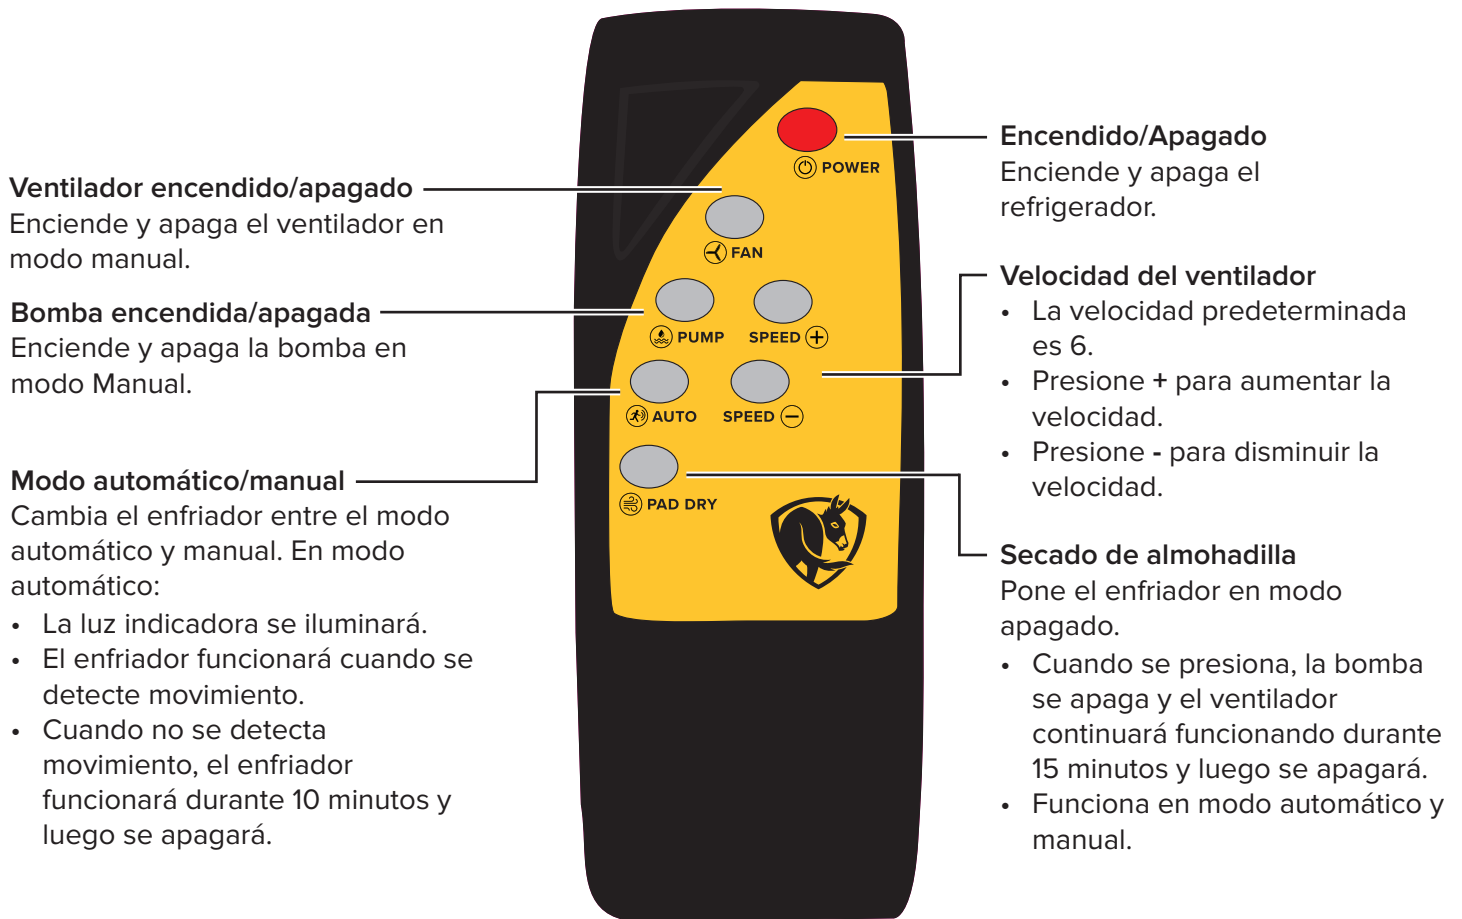 Ventilador encendido/apagado
Enciende y apaga el ventilador en
modo manual.
Bomba encendida/apagada
Enciende y apaga la bomba en
modo Manual.
Modo automático/manual
Cambia el enfriador entre el modo
automático y manual. En modo
automático:
• La luz indicadora se iluminará.
• El enfriador funcionará cuando se
detecte movimiento.
• Cuando no se detecta
movimiento, el enfriador
funcionará durante 10 minutos y
luego se apagará.
POWER
FAN
PUMP
SPEED +
AUTO
SPEED −
PAD DRY
Encendido/Apagado
Enciende y apaga el
refrigerador.
Velocidad del ventilador
• La velocidad predeterminada
es 6.
• Presione + para aumentar la
velocidad.
• Presione - para disminuir la
velocidad.
Secado de almohadilla
Pone el enfriador en modo
apagado.
• Cuando se presiona, la bomba
se apaga y el ventilador
continuará funcionando durante
15 minutos y luego se apagará.
• Funciona en modo automático y
manual.